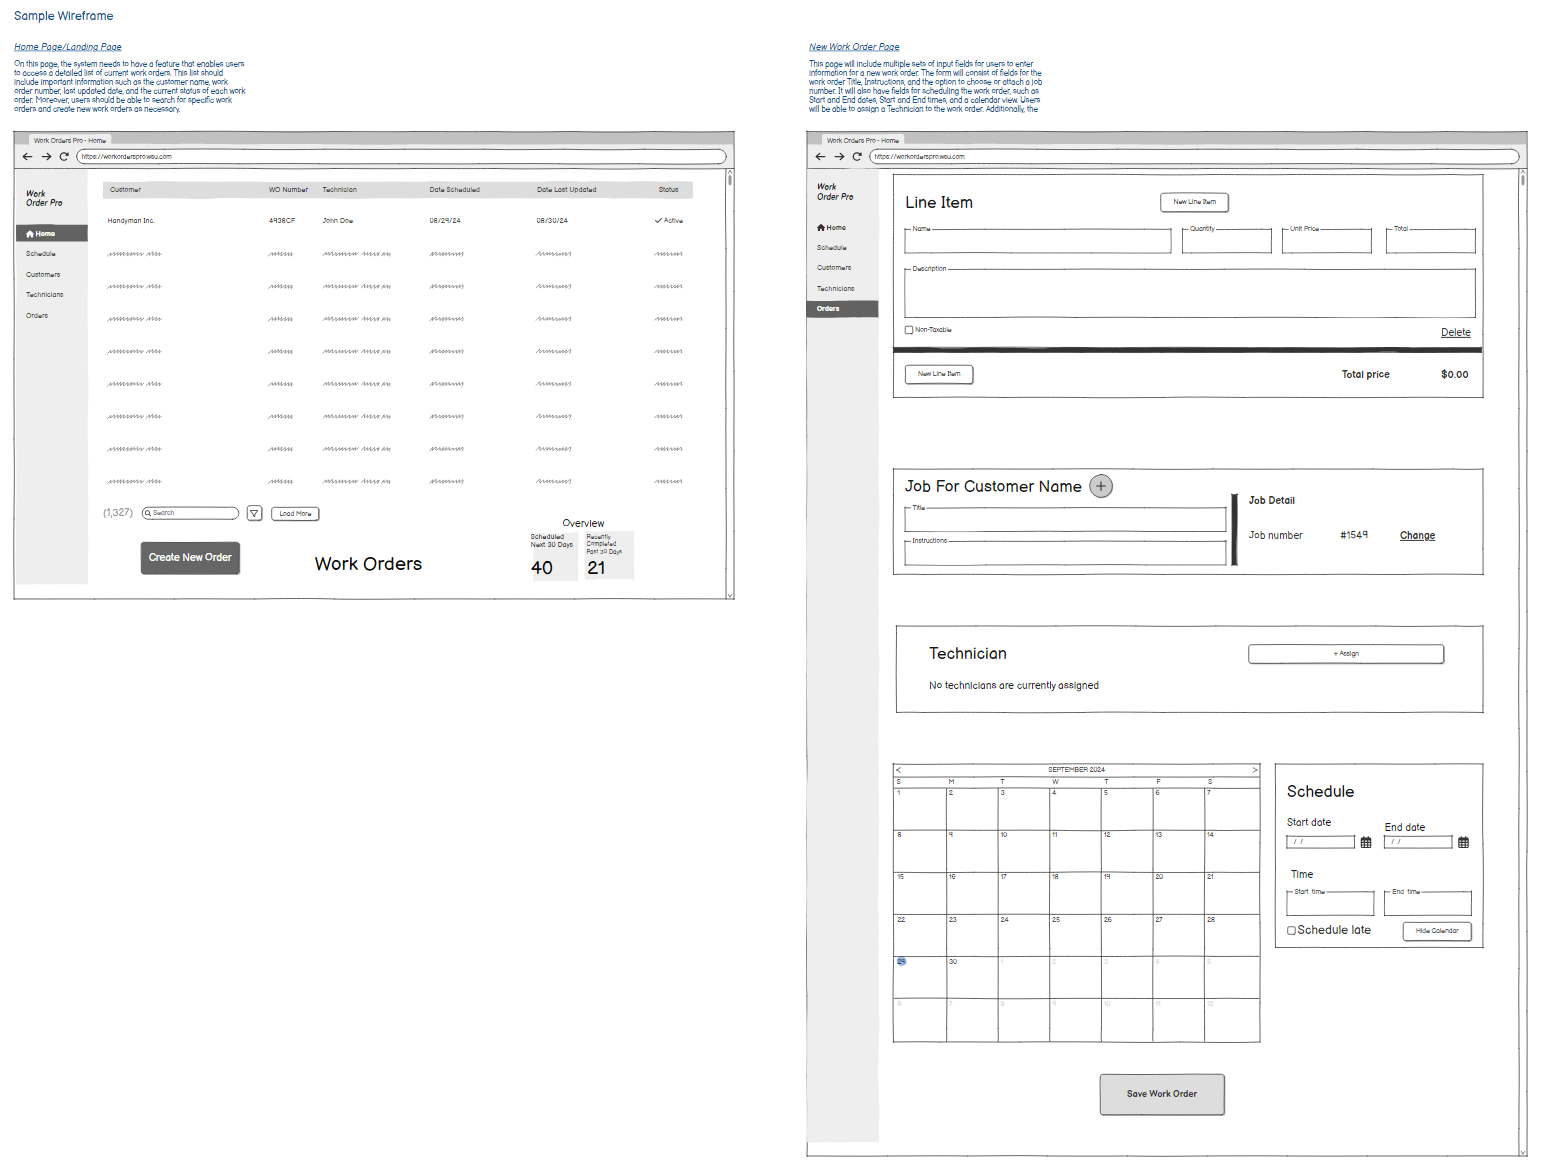 Sample Wireframe
Home Page/Landing Page
On this page, the system needs to have a feature that enables users
to access a detailed list of current work orders. This list should
include important information such as the customer name, work
order number, last updated date, and the current status of each work
order. Moreover, users should be able to search for specific work
orders and create new work orders as necessary.
Work Orders Pro - Home
https://workorderspro.wsu.com
Work
Order Pro
Home
Schedule
Customers
Technicians
Orders
Customer WO Number Technician Date Scheduled Date Last Updated Status
Handyman Inc. 4938CF John Doe 08/29/24 08/30/24 Active
(1,327) Search Load More
Create New Order
Work Orders
Overview
Scheduled
Next 30 Days
40
Recently
Completed
Past 30 Days
21
New Work Order Page
This page will include multiple sets of input fields for users to enter
information for a new work order. The form will consist of fields for the
work order Title, Instructions, and the option to choose or attach a job
number. It will also have fields for scheduling the work order, such as
Start and End dates, Start and End times, and a calendar view. Users
will be able to assign a Technician to the work order. Additionally, the
Work Orders Pro - Home
https://workorderspro.wsu.com
Work
Order Pro
Home
Schedule
Customers
Technicians
Orders
Line Item New Line Item
Name Quantity Unit Price Total
Description
Non-Taxable Delete
New Line Item Total price $0.00
Job For Customer Name +
Title
Instructions
Job Detail
Job number #1549 Change
Technician + Assign
No technicians are currently assigned
< SEPTEMBER 2024 >
S M T W T F S
1 2 3 4 5 6 7
8 9 10 11 12 13 14
15 16 17 18 19 20 21
22 23 24 25 26 27 28
29 30 1 2 3 4 5
6 7 8 9 10 11 12
Schedule
Start date End date
/ / / /
Time
Start time End time
Schedule late Hide Calendar
Save Work Order